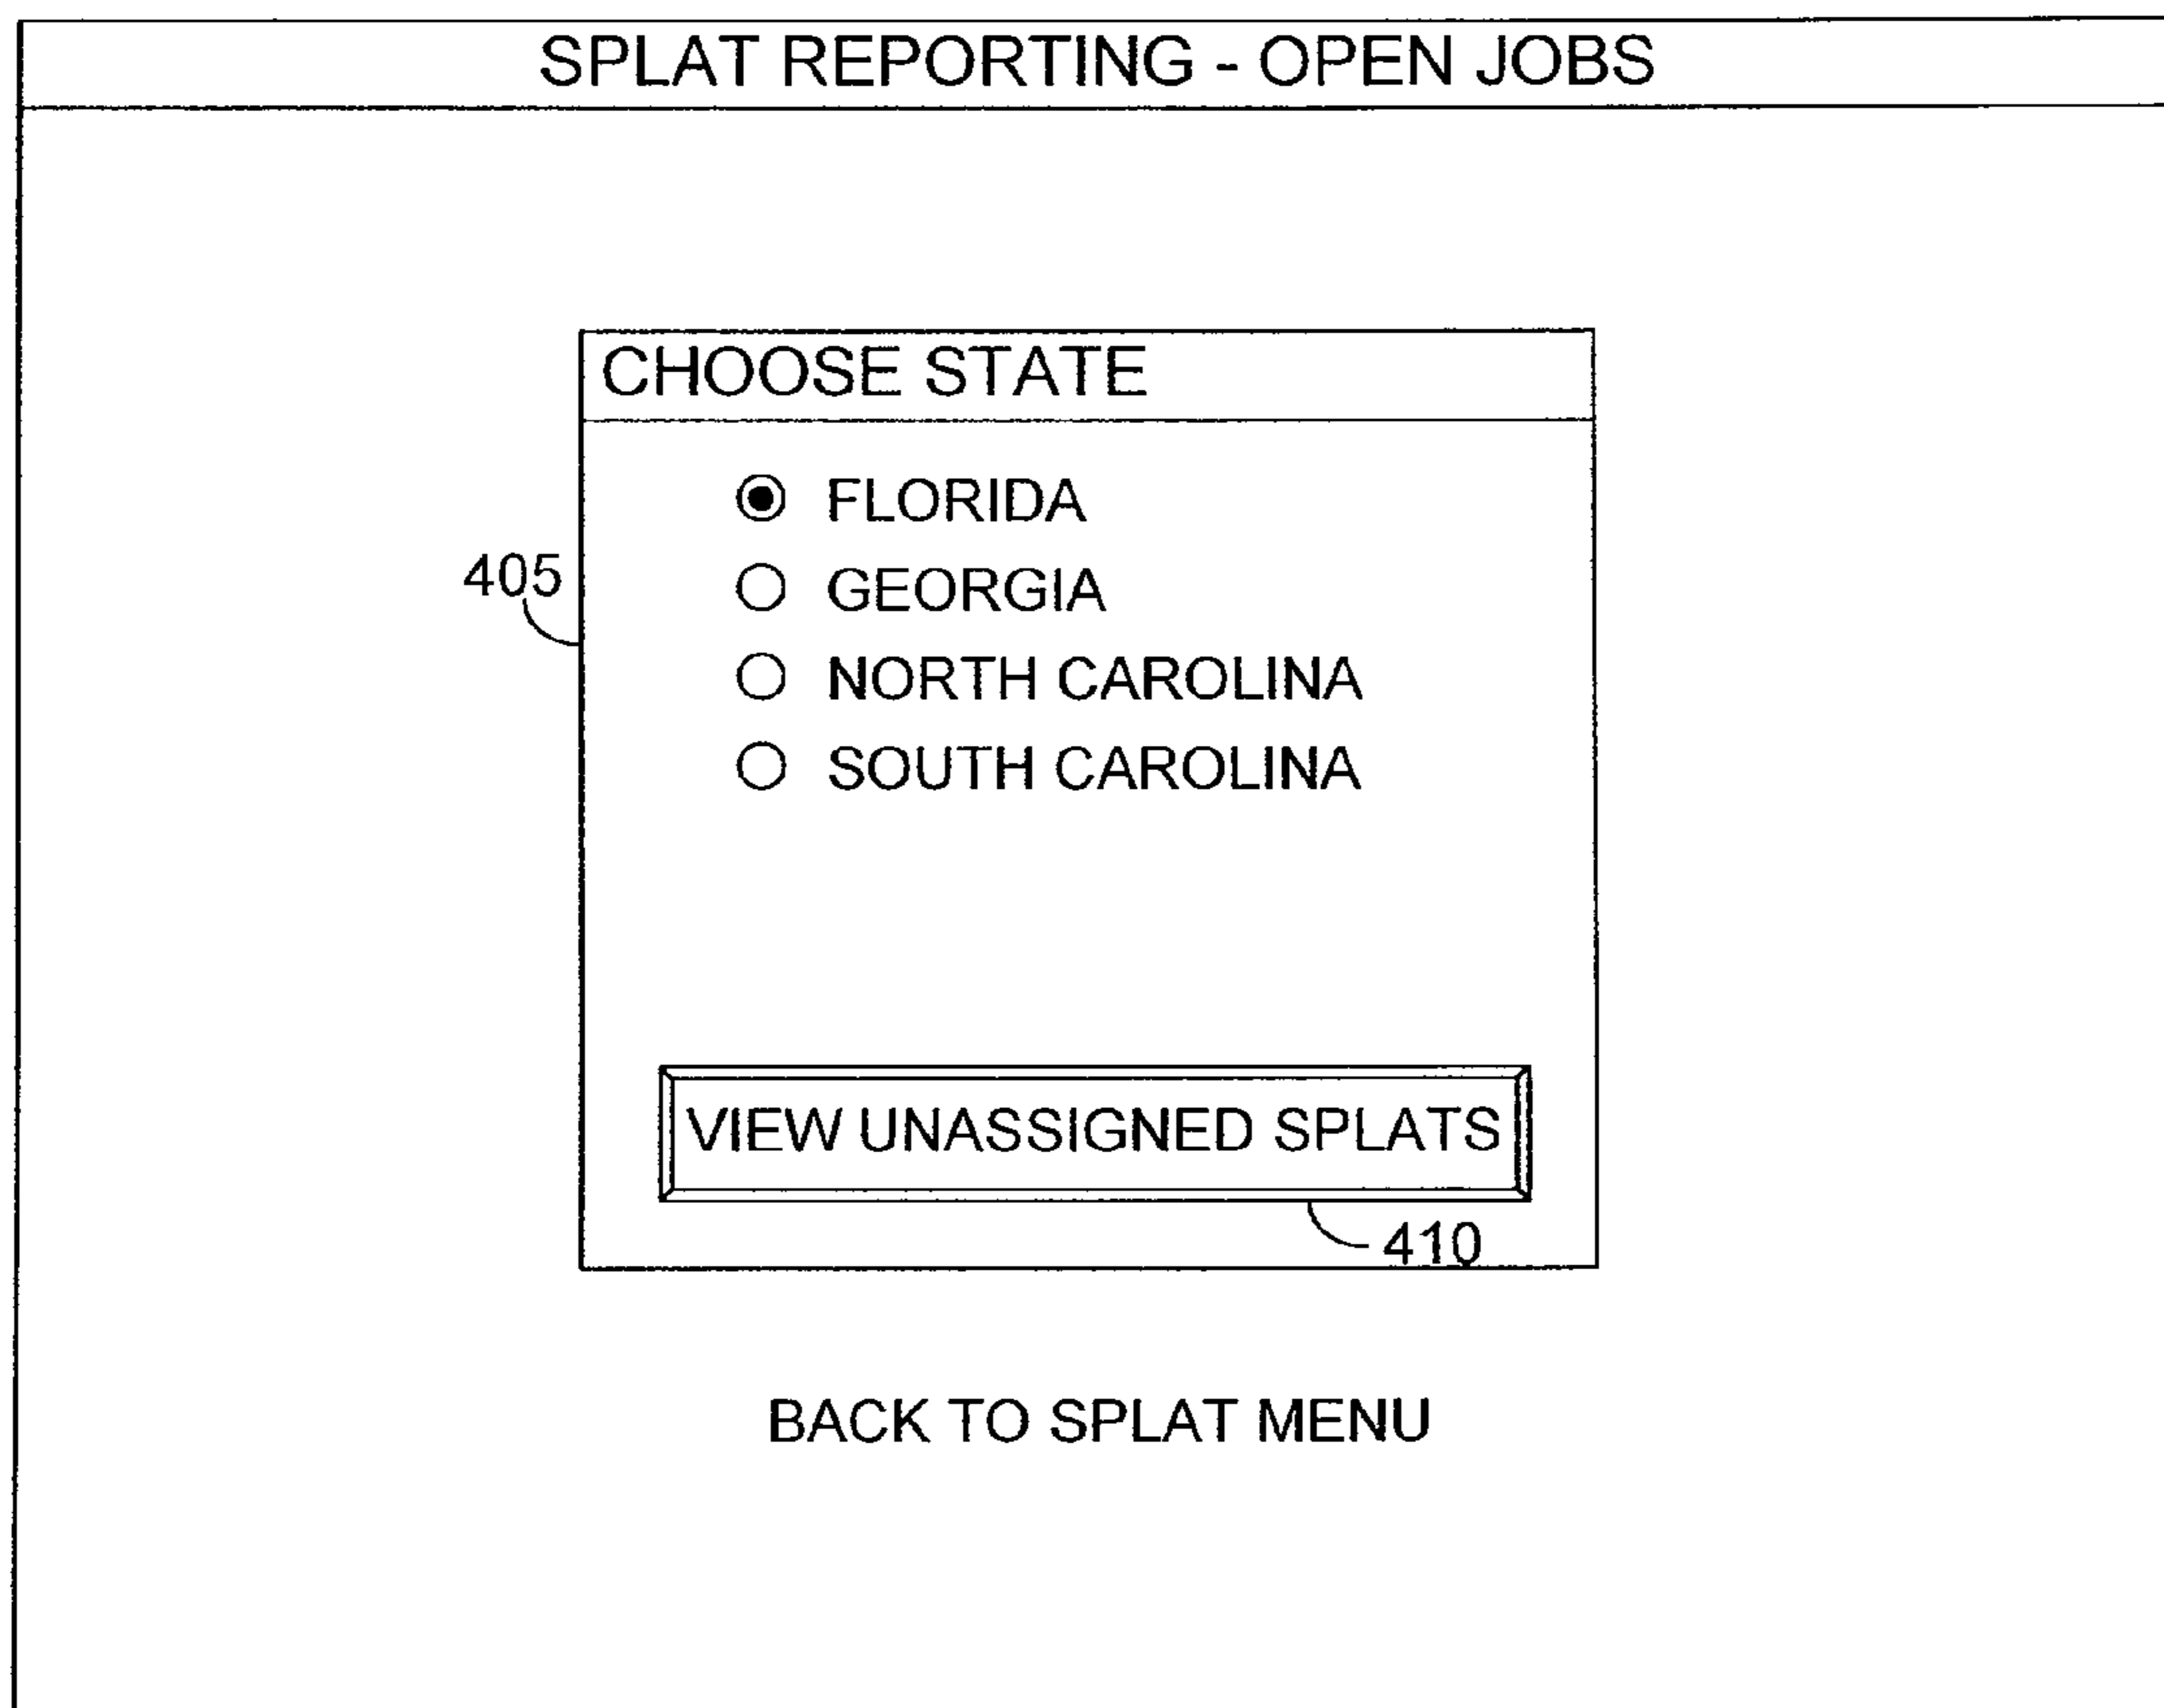 SPLAT REPORTING - OPEN JOBS
CHOOSE STATE
FLORIDA
405
GEORGIA
NORTH CAROLINA
SOUTH CAROLINA
VIEW UNASSIGNED SPLATS
410
BACK TO SPLAT MENU